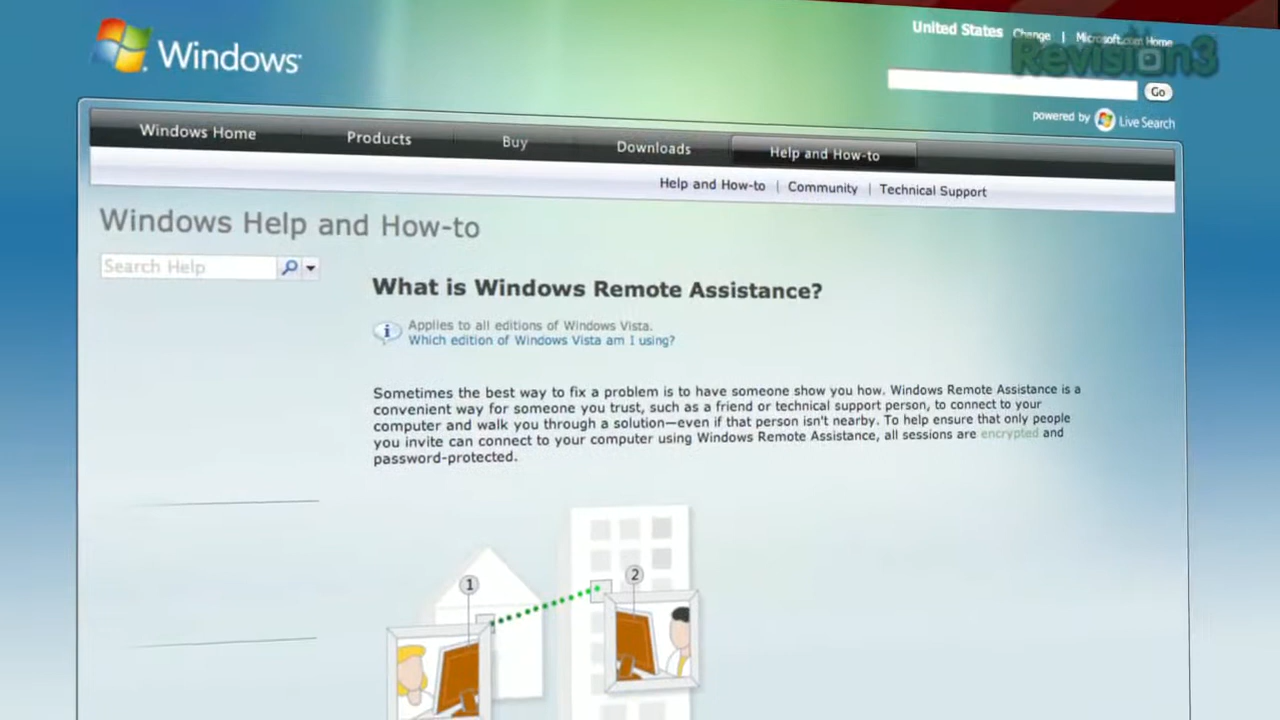 United States Change | Microsoft.com Home
Revision3
Windows
Go
powered by Live Search
Windows Home Products Buy Downloads Help and How-to
Help and How-to | Community | Technical Support
Windows Help and How-to
Search Help
What is Windows Remote Assistance?
Applies to all editions of Windows Vista.
Which edition of Windows Vista am I using?
Sometimes the best way to fix a problem is to have someone show you how. Windows Remote Assistance is a
convenient way for someone you trust, such as a friend or technical support person, to connect to your
computer and walk you through a solution—even if that person isn't nearby. To help ensure that only people
you invite can connect to your computer using Windows Remote Assistance, all sessions are encrypted and
password-protected.
1
2